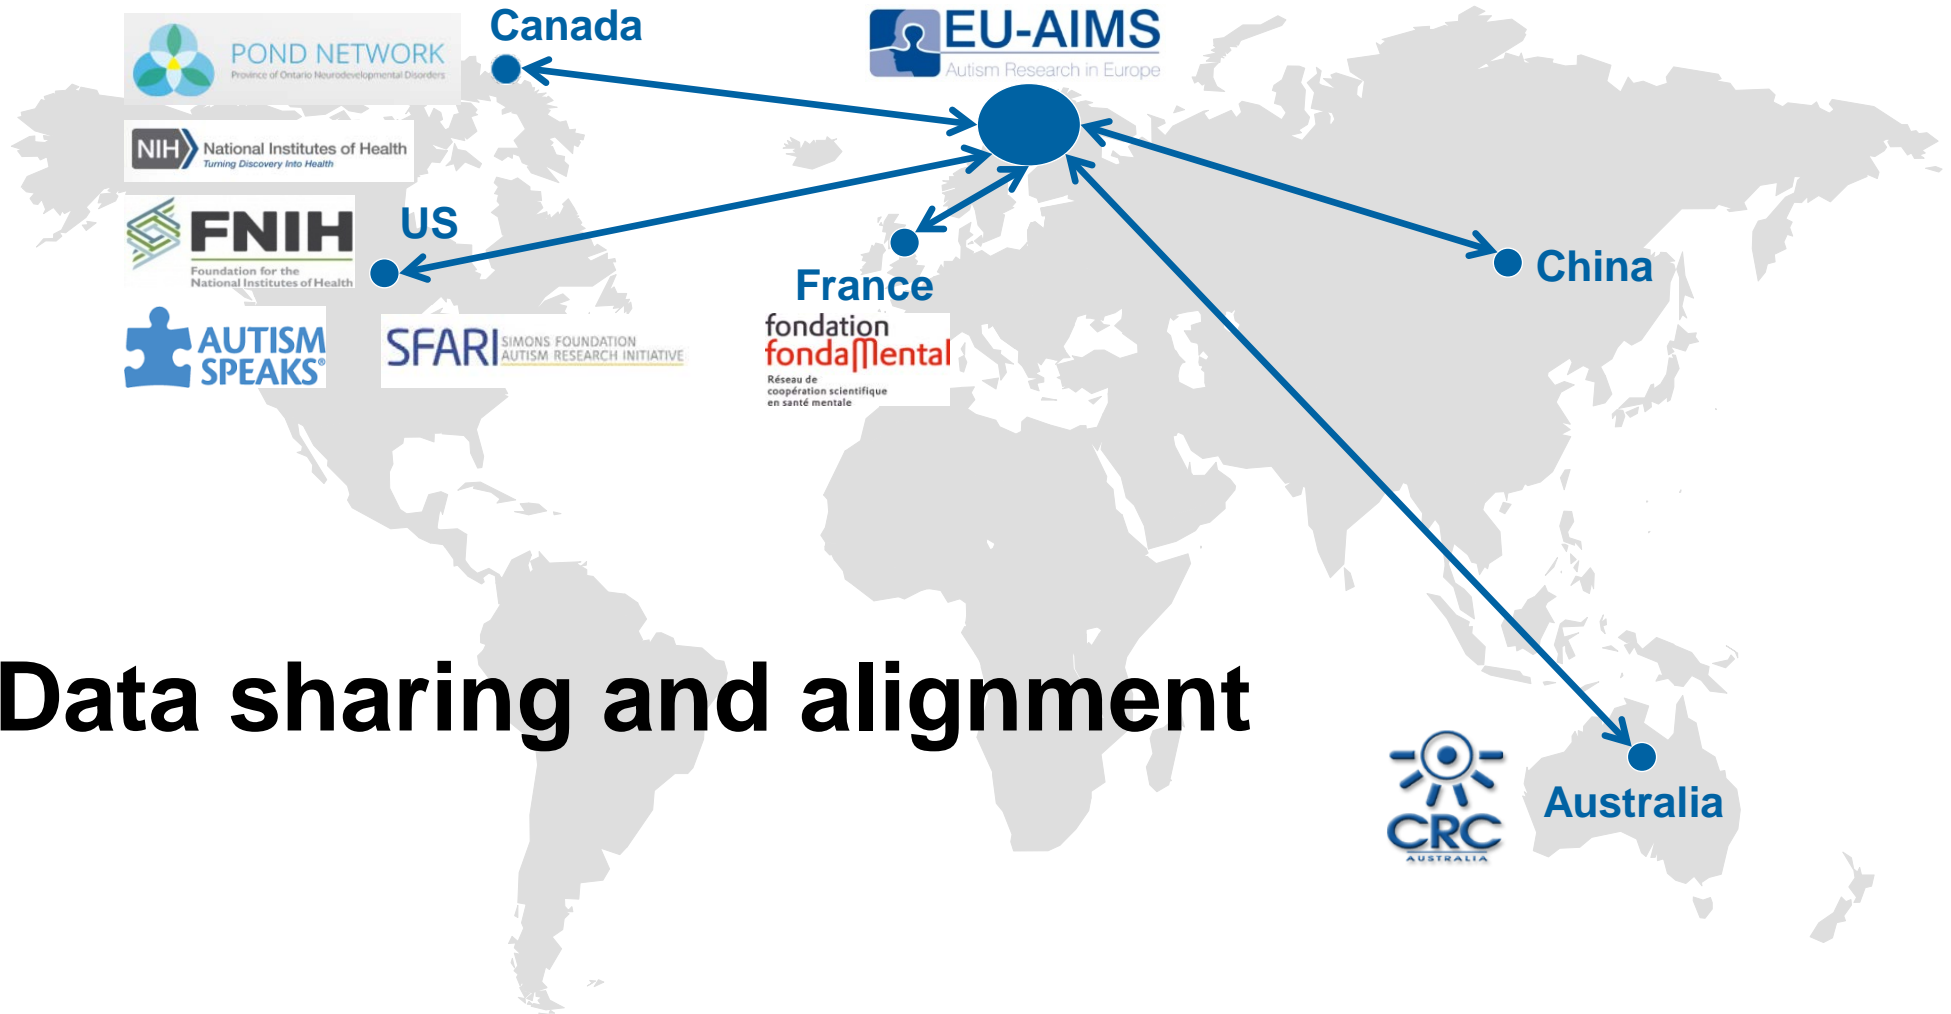 Canada
EU-AIMS
Autism Research in Europe
POND NETWORK
Province of Ontario Neurodevelopmental Disorders
NIH
National Institutes of Health
Turning Discovery Into Health
FNIH
Foundation for the
National Institutes of Health
US
AUTISM
SPEAKS®
SFARI
SIMONS FOUNDATION
AUTISM RESEARCH INITIATIVE
France
fondation
fondaMental
Réseau de
coopération scientifique
en santé mentale
China
Data sharing and alignment
CRC
AUSTRALIA
Australia